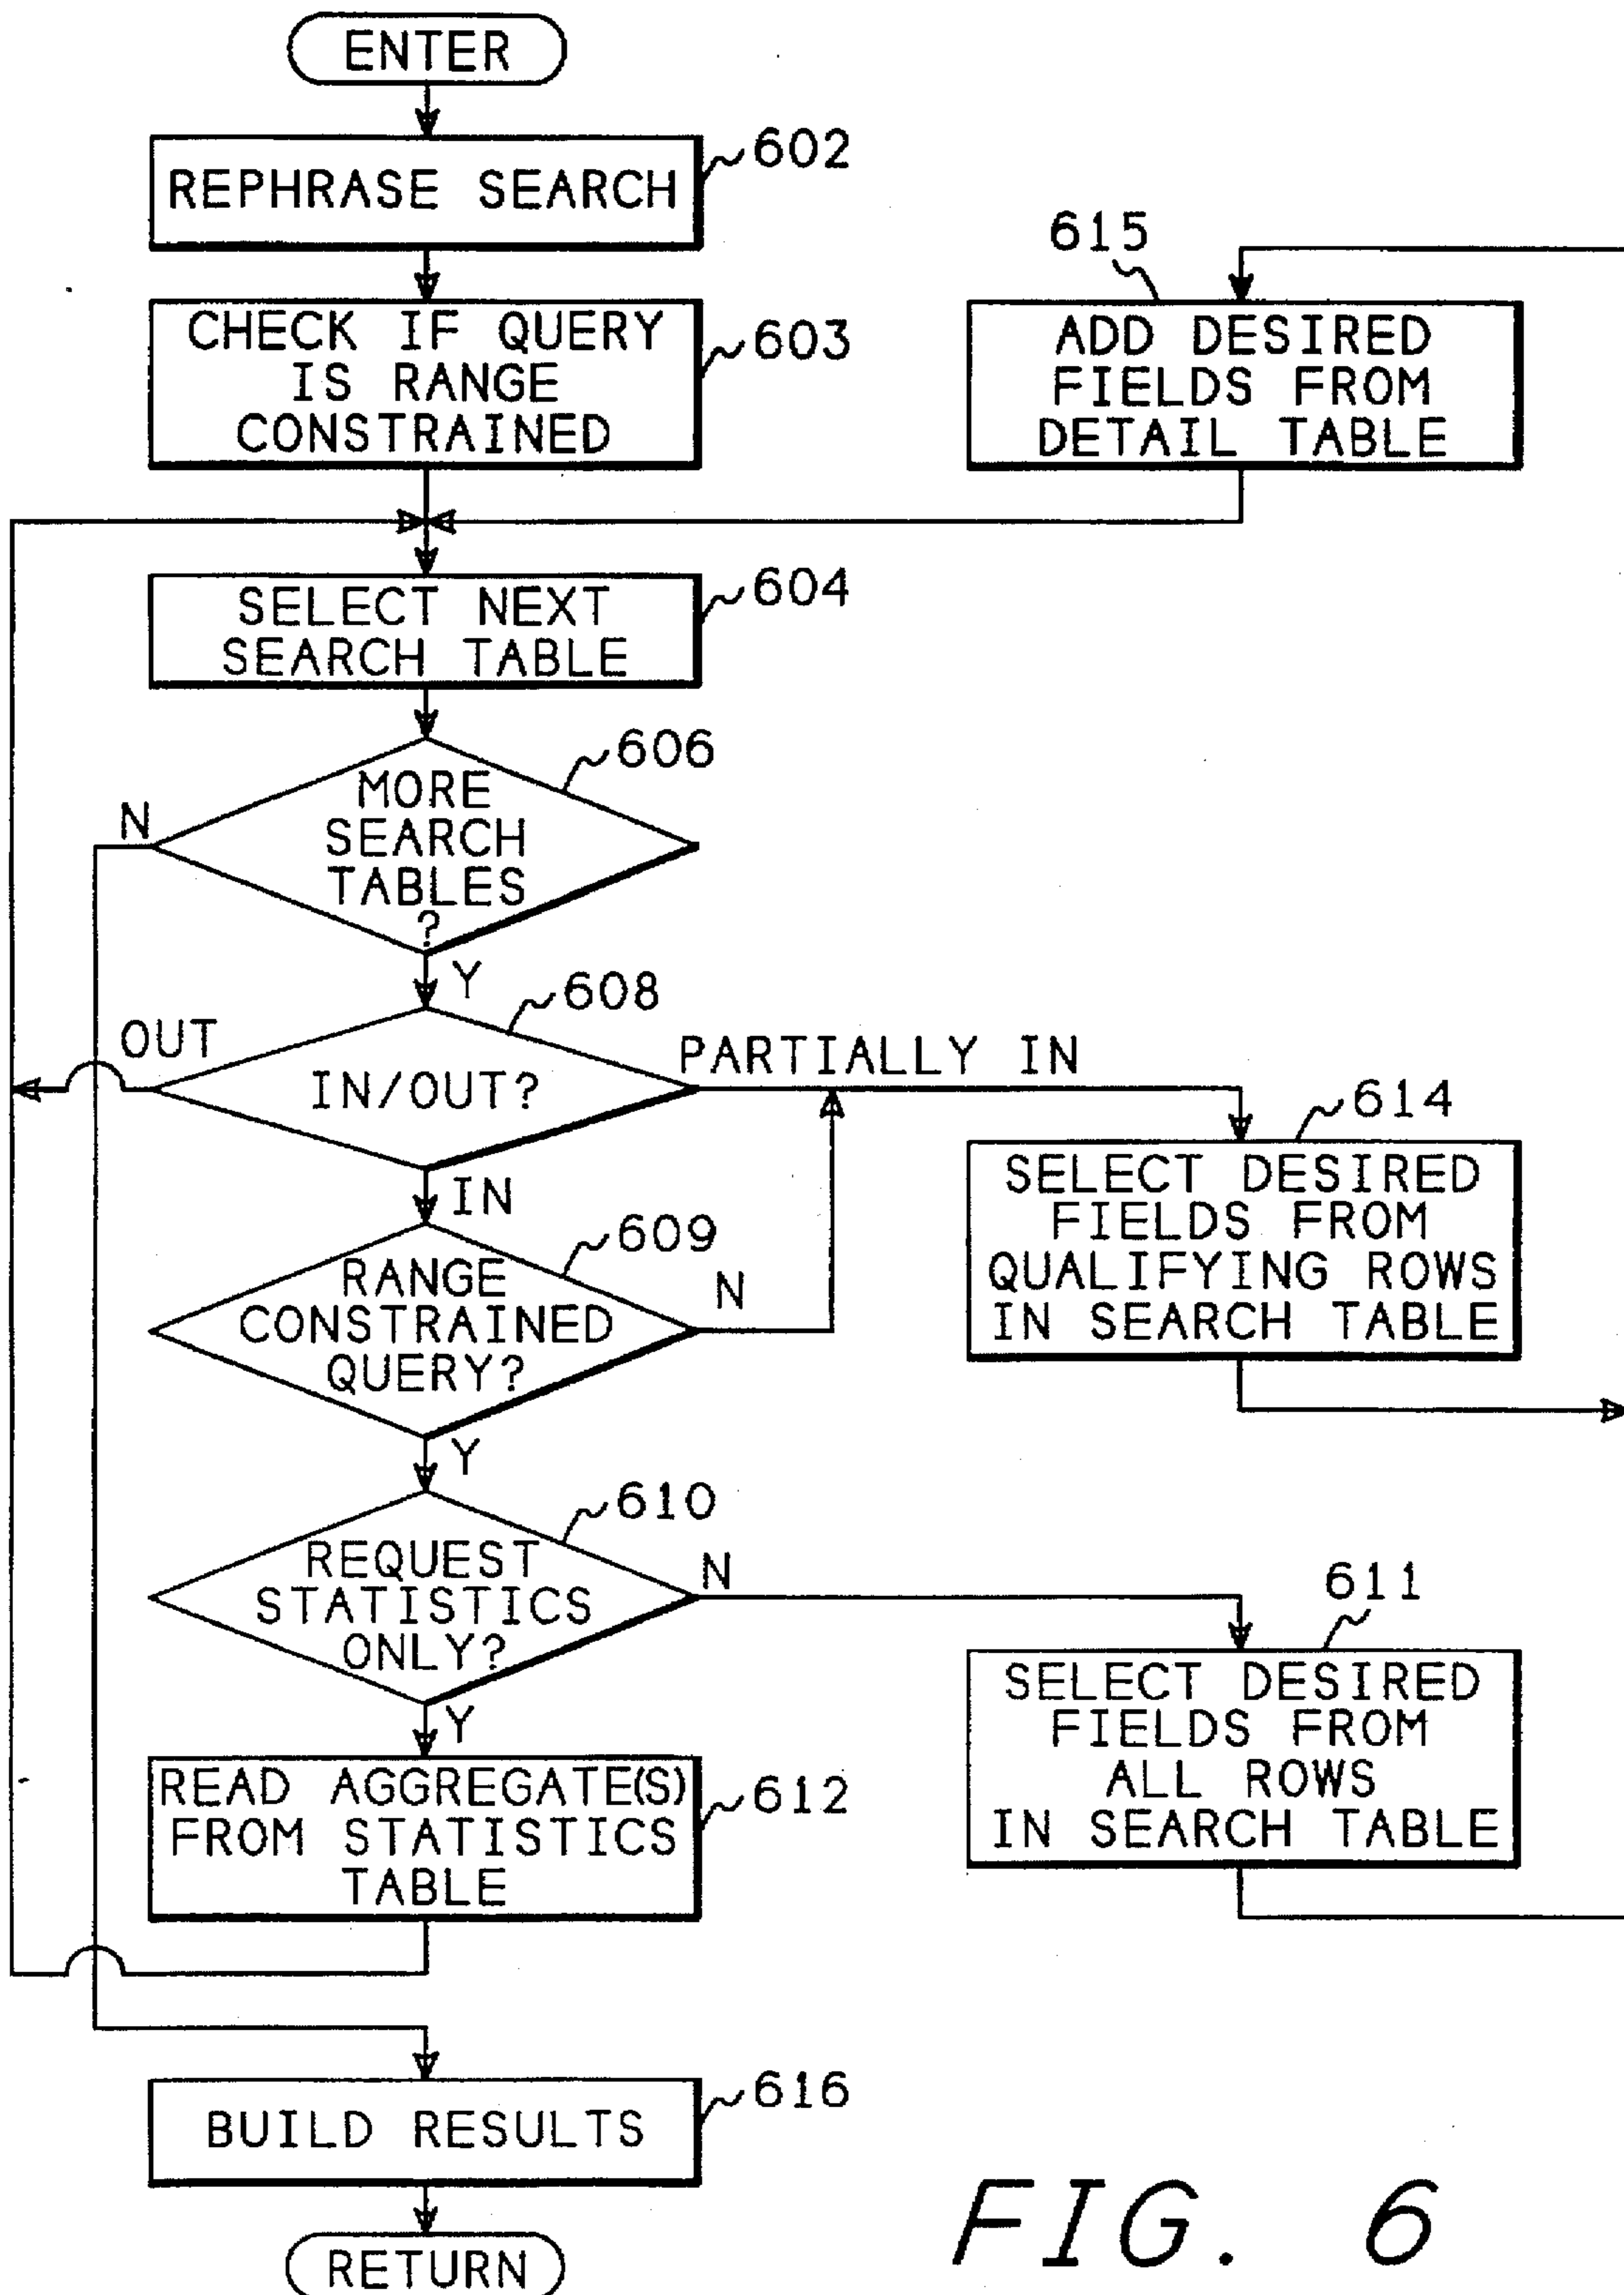 ENTER
REPHRASE SEARCH
602
CHECK IF QUERY
IS RANGE
CONSTRAINED
603
615
ADD DESIRED
FIELDS FROM
DETAIL TABLE
SELECT NEXT
SEARCH TABLE
604
MORE
SEARCH
TABLES
?
606
N
Y
608
OUT
IN/OUT?
PARTIALLY IN
IN
614
SELECT DESIRED
FIELDS FROM
QUALIFYING ROWS
IN SEARCH TABLE
609
RANGE
CONSTRAINED
QUERY?
N
Y
610
REQUEST
STATISTICS
ONLY?
N
Y
611
SELECT DESIRED
FIELDS FROM
ALL ROWS
IN SEARCH TABLE
READ AGGREGATE(S)
FROM STATISTICS
TABLE
612
BUILD RESULTS
616
RETURN
FIG. 6